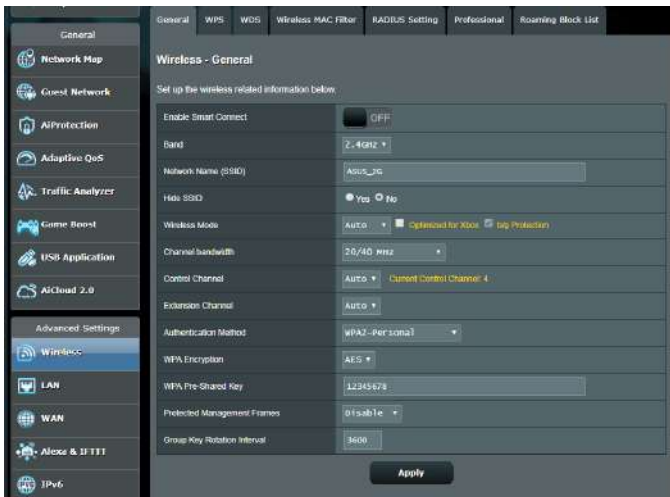 General
Network Map
Guest Network
AiProtection
Adaptive QoS
Traffic Analyzer
Game Boost
USB Application
AiCloud 2.0
Advanced Settings
Wireless
LAN
WAN
Alexa & IFTTT
IPv6
General WPS WDS Wireless MAC Filter RADIUS Setting Professional Roaming Block List
Wireless - General
Set up the wireless related information below.
Enable Smart Connect OFF
Band 2.4GHz
Network Name (SSID) ASUS_2G
Hide SSID Yes No
Wireless Mode Auto Optimized for Xbox b/g Protection
Channel bandwidth 20/40 MHz
Control Channel Auto Current Control Channel: 4
Extension Channel Auto
Authentication Method WPA2-Personal
WPA Encryption AES
WPA Pre-Shared Key 12345678
Protected Management Frames Disable
Group Key Rotation Interval 3600
Apply